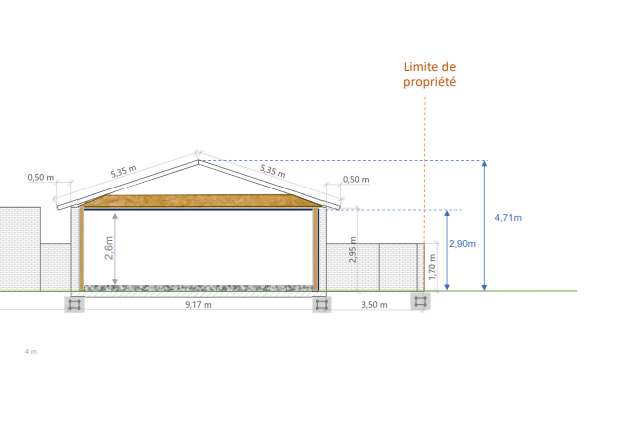 Limite de
propriété
5,35 m
5,35 m
0,50 m
0,50 m
4,71m
2,6m
2,95 m
2,90m
1,70 m
9,17 m
3,50 m
4 m